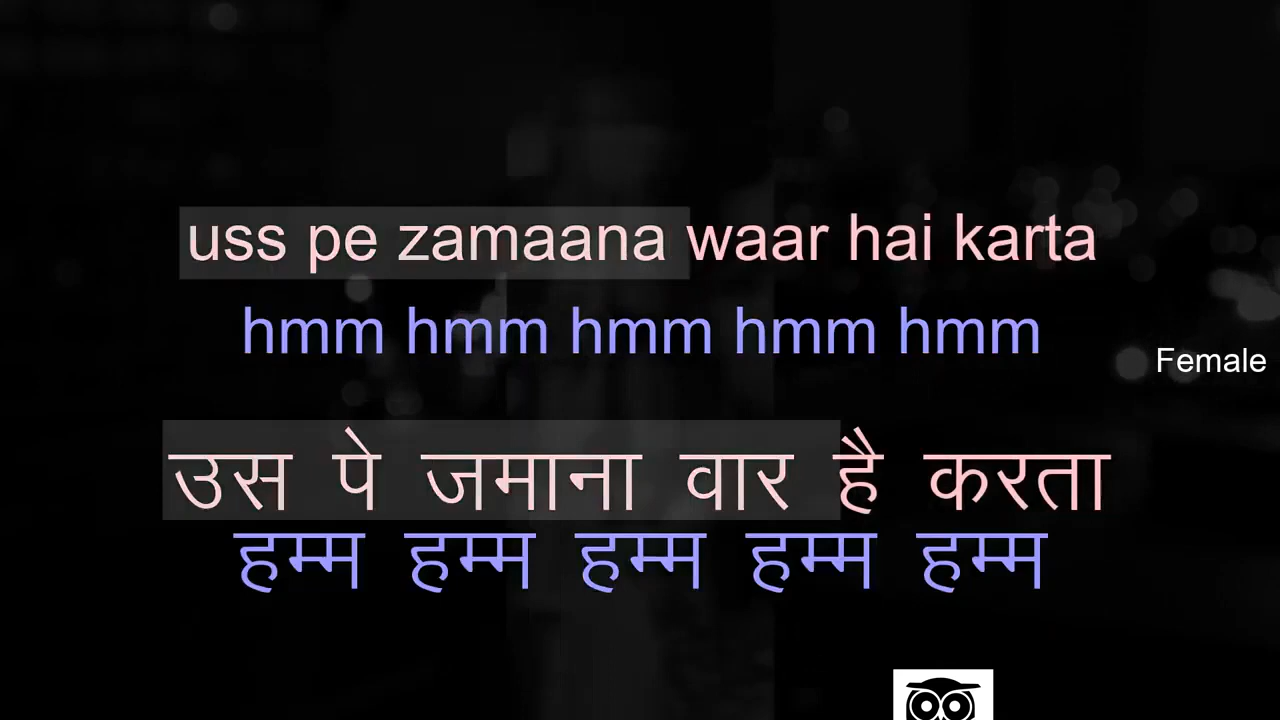 uss pe zamaana waar hai karta
hmm hmm hmm hmm hmm
Female
उस पे जमाना वार है करता
हम्म हम्म हम्म हम्म हम्म